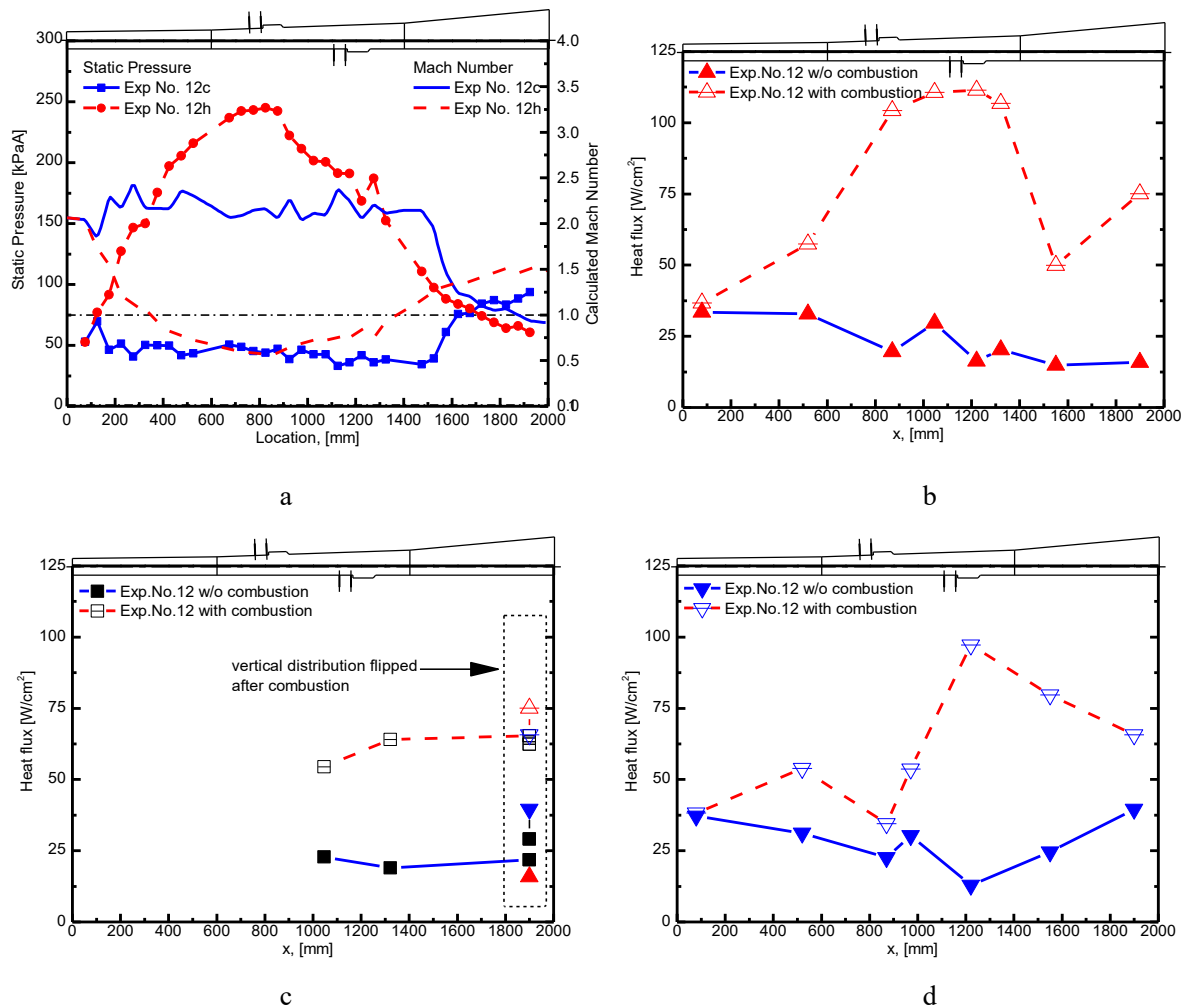 300
250
200
150
100
50
0
Static Pressure [kPaA]
Static Pressure
Exp No. 12c
Exp No. 12h
Mach Number
Exp No. 12c
Exp No. 12h
4.0
3.5
3.0
2.5
2.0
1.5
1.0
0.5
0.0
Calculated Mach Number
0 200 400 600 800 1000 1200 1400 1600 1800 2000
Location, [mm]
a
125
100
75
50
25
0
Heat flux [W/cm²]
Exp.No.12 w/o combustion
Exp.No.12 with combustion
0 200 400 600 800 1000 1200 1400 1600 1800 2000
x, [mm]
b
125
100
75
50
25
0
Heat flux [W/cm²]
Exp.No.12 w/o combustion
Exp.No.12 with combustion
vertical distribution flipped
after combustion
0 200 400 600 800 1000 1200 1400 1600 1800 2000
x, [mm]
c
125
100
75
50
25
0
Heat flux [W/cm²]
Exp.No.12 w/o combustion
Exp.No.12 with combustion
0 200 400 600 800 1000 1200 1400 1600 1800 2000
x, [mm]
d